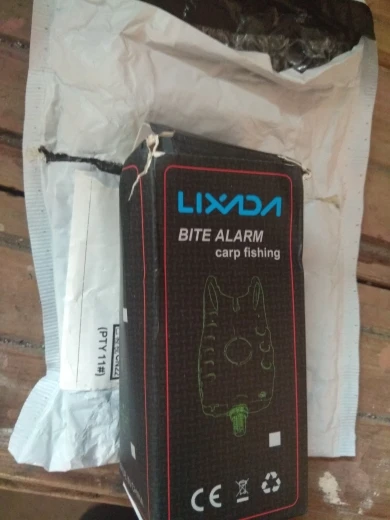 LIXADA
BITE ALARM
carp fishing
(PTY 11#)
CE